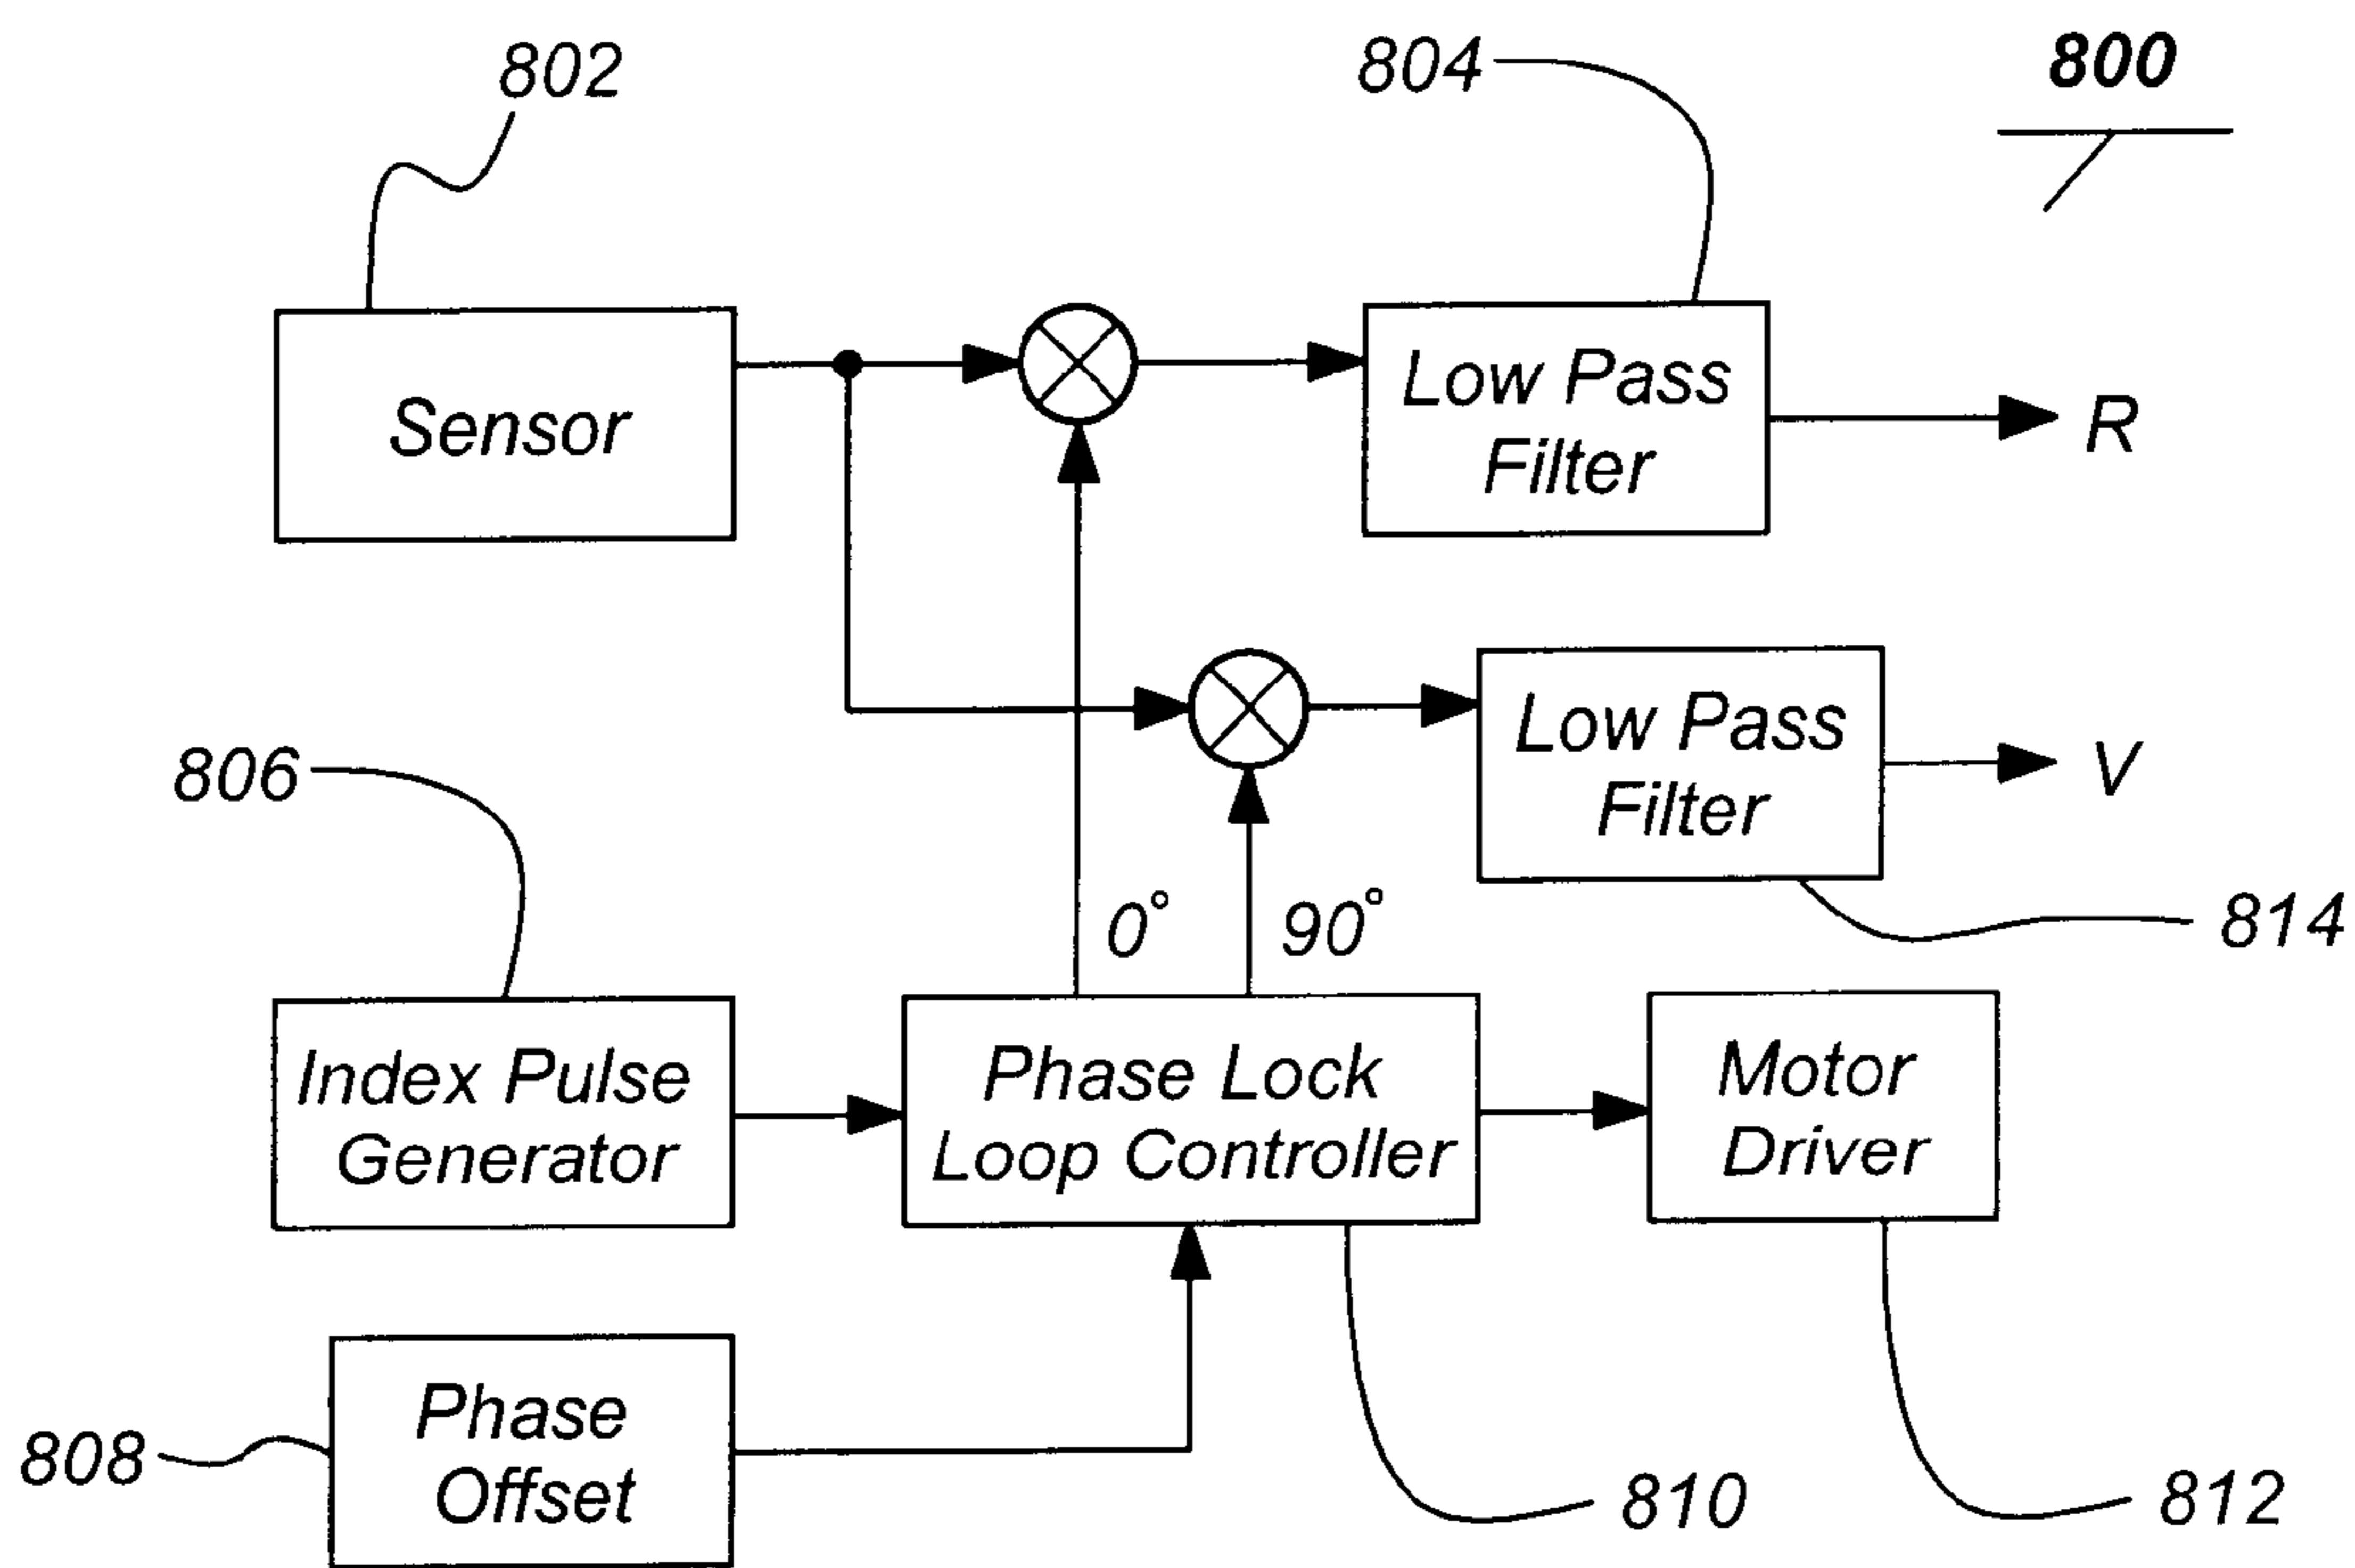 802
804
800
Sensor
Low Pass
Filter
R
Low Pass
Filter
V
806
0°
90°
814
Index Pulse
Generator
Phase Lock
Loop Controller
Motor
Driver
Phase
Offset
808
810
812